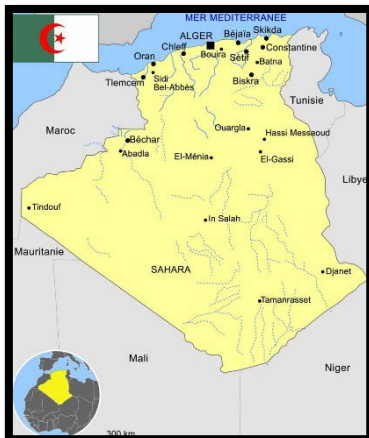 MER MEDITERRANEE
ALGER
Béjaïa
Skikda
Chleff
Bouira
Sétif
Constantine
Oran
Batna
Tlemcem
Sidi
Bel-Abbès
Biskra
Tunisie
Maroc
Ouargla
Hassi Messaoud
Béchar
Abadla
El-Ménia
El-Gassi
Libye
Tindouf
In Salah
Mauritanie
SAHARA
Djanet
Tamanrasset
Mali
Niger
300 km